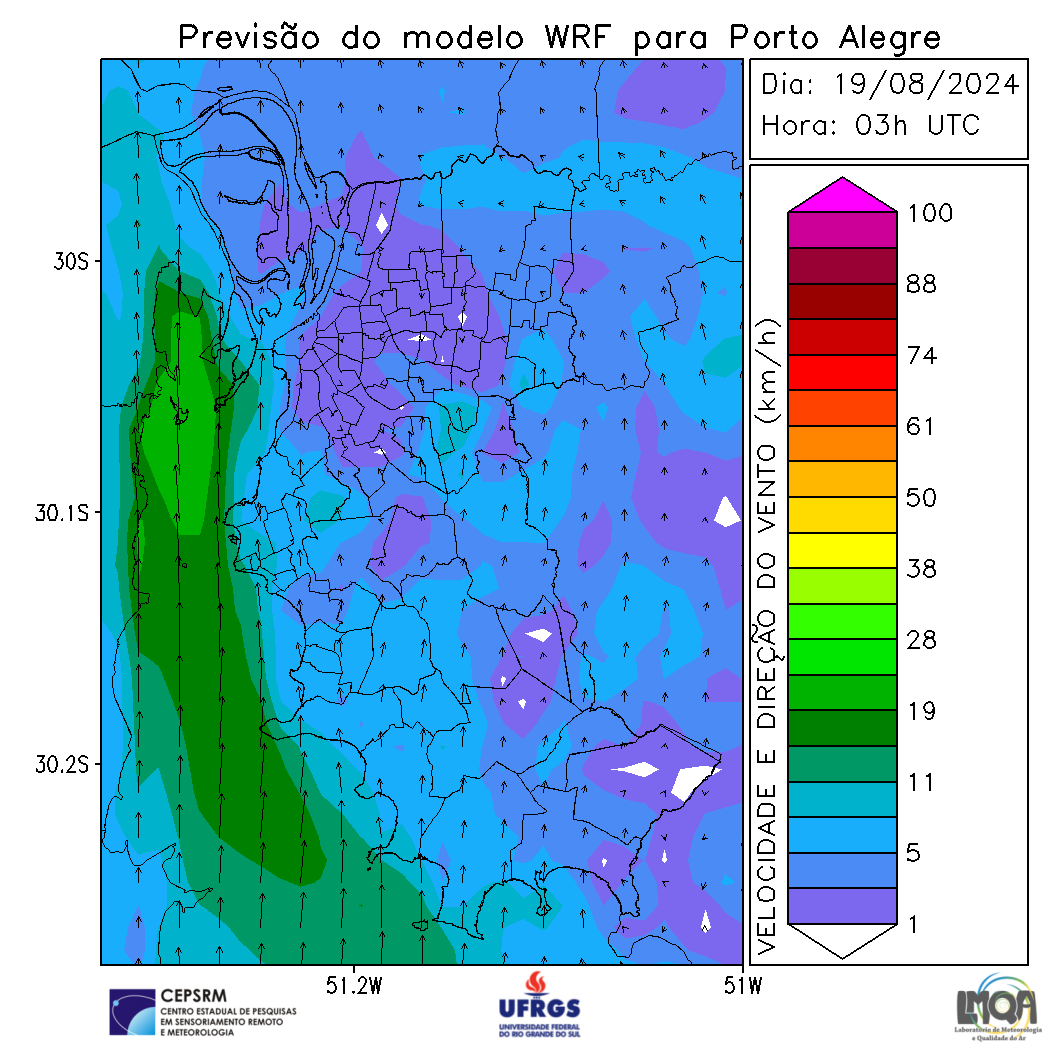 Previsão do modelo WRF para Porto Alegre
Dia: 19/08/2024
Hora: 03h UTC
30S
30.1S
30.2S
51.2W
51W
VELOCIDADE E DIREÇÃO DO VENTO (km/h)
100
88
74
61
50
38
28
19
11
5
1
CEPSRM
CENTRO ESTADUAL DE PESQUISAS
EM SENSORIAMENTO REMOTO
E METEOROLOGIA
UFRGS
UNIVERSIDADE FEDERAL
DO RIO GRANDE DO SUL
LMQA
Laboratório de Meteorologia
e Qualidade do Ar